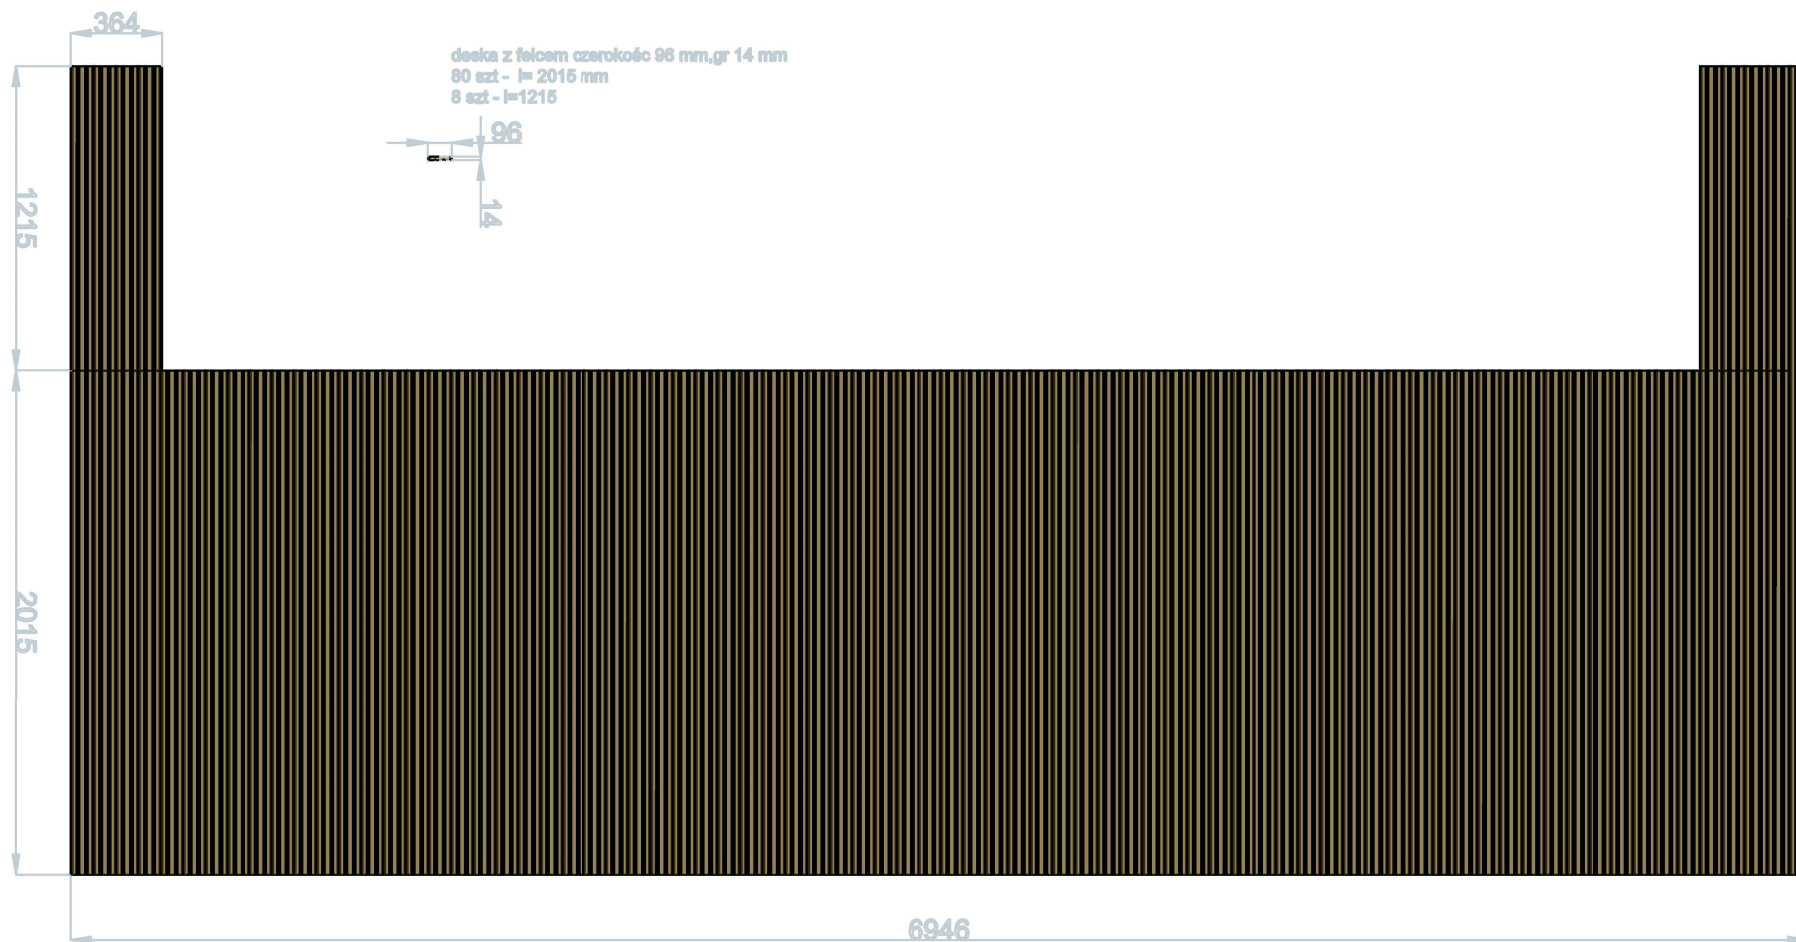 364
deska z felcem czerokośc 96 mm,gr 14 mm
80 szt - l= 2015 mm
8 szt - l=1215
96
14
1215
2015
6946